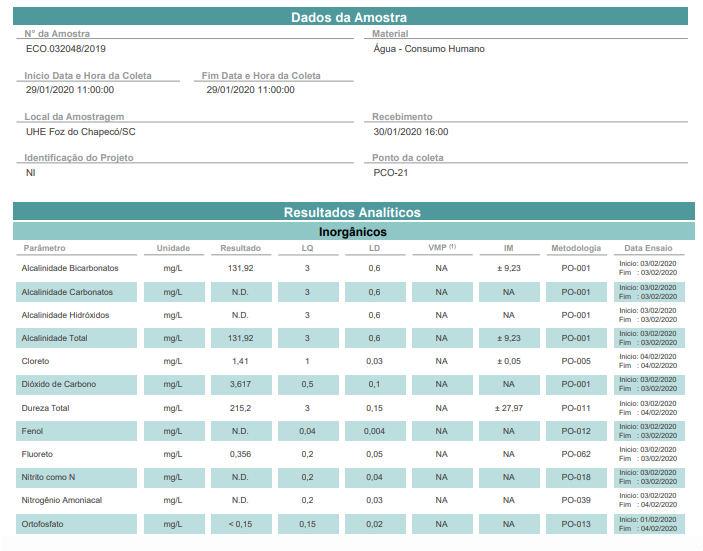 Dados da Amostra
N° da Amostra Material
ECO.032048/2019 Água - Consumo Humano
Início Data e Hora da Coleta Fim Data e Hora da Coleta
29/01/2020 11:00:00 29/01/2020 11:00:00
Local da Amostragem Recebimento
UHE Foz do Chapecó/SC 30/01/2020 16:00
Identificação do Projeto Ponto da coleta
NI PCO-21
Resultados Analíticos
Inorgânicos
Parâmetro Unidade Resultado LQ LD VMP (1) IM Metodologia Data Ensaio
Alcalinidade Bicarbonatos mg/L 131,92 3 0,6 NA ± 9,23 PO-001 Início: 03/02/2020
Fim : 03/02/2020
Alcalinidade Carbonatos mg/L N.D. 3 0,6 NA NA PO-001 Início: 03/02/2020
Fim : 03/02/2020
Alcalinidade Hidróxidos mg/L N.D. 3 0,6 NA NA PO-001 Início: 03/02/2020
Fim : 03/02/2020
Alcalinidade Total mg/L 131,92 3 0,6 NA ± 9,23 PO-001 Início: 03/02/2020
Fim : 03/02/2020
Cloreto mg/L 1,41 1 0,03 NA ± 0,05 PO-005 Início: 04/02/2020
Fim : 04/02/2020
Dióxido de Carbono mg/L 3,617 0,5 0,1 NA NA PO-001 Início: 03/02/2020
Fim : 03/02/2020
Dureza Total mg/L 215,2 3 0,15 NA ± 27,97 PO-011 Início: 03/02/2020
Fim : 04/02/2020
Fenol mg/L N.D. 0,04 0,004 NA NA PO-012 Início: 03/02/2020
Fim : 03/02/2020
Fluoreto mg/L 0,356 0,2 0,05 NA NA PO-062 Início: 03/02/2020
Fim : 03/02/2020
Nitrito como N mg/L N.D. 0,2 0,04 NA NA PO-018 Início: 03/02/2020
Fim : 03/02/2020
Nitrogênio Amoniacal mg/L N.D. 0,2 0,03 NA NA PO-039 Início: 03/02/2020
Fim : 04/02/2020
Ortofosfato mg/L < 0,15 0,15 0,02 NA NA PO-013 Início: 01/02/2020
Fim : 04/02/2020